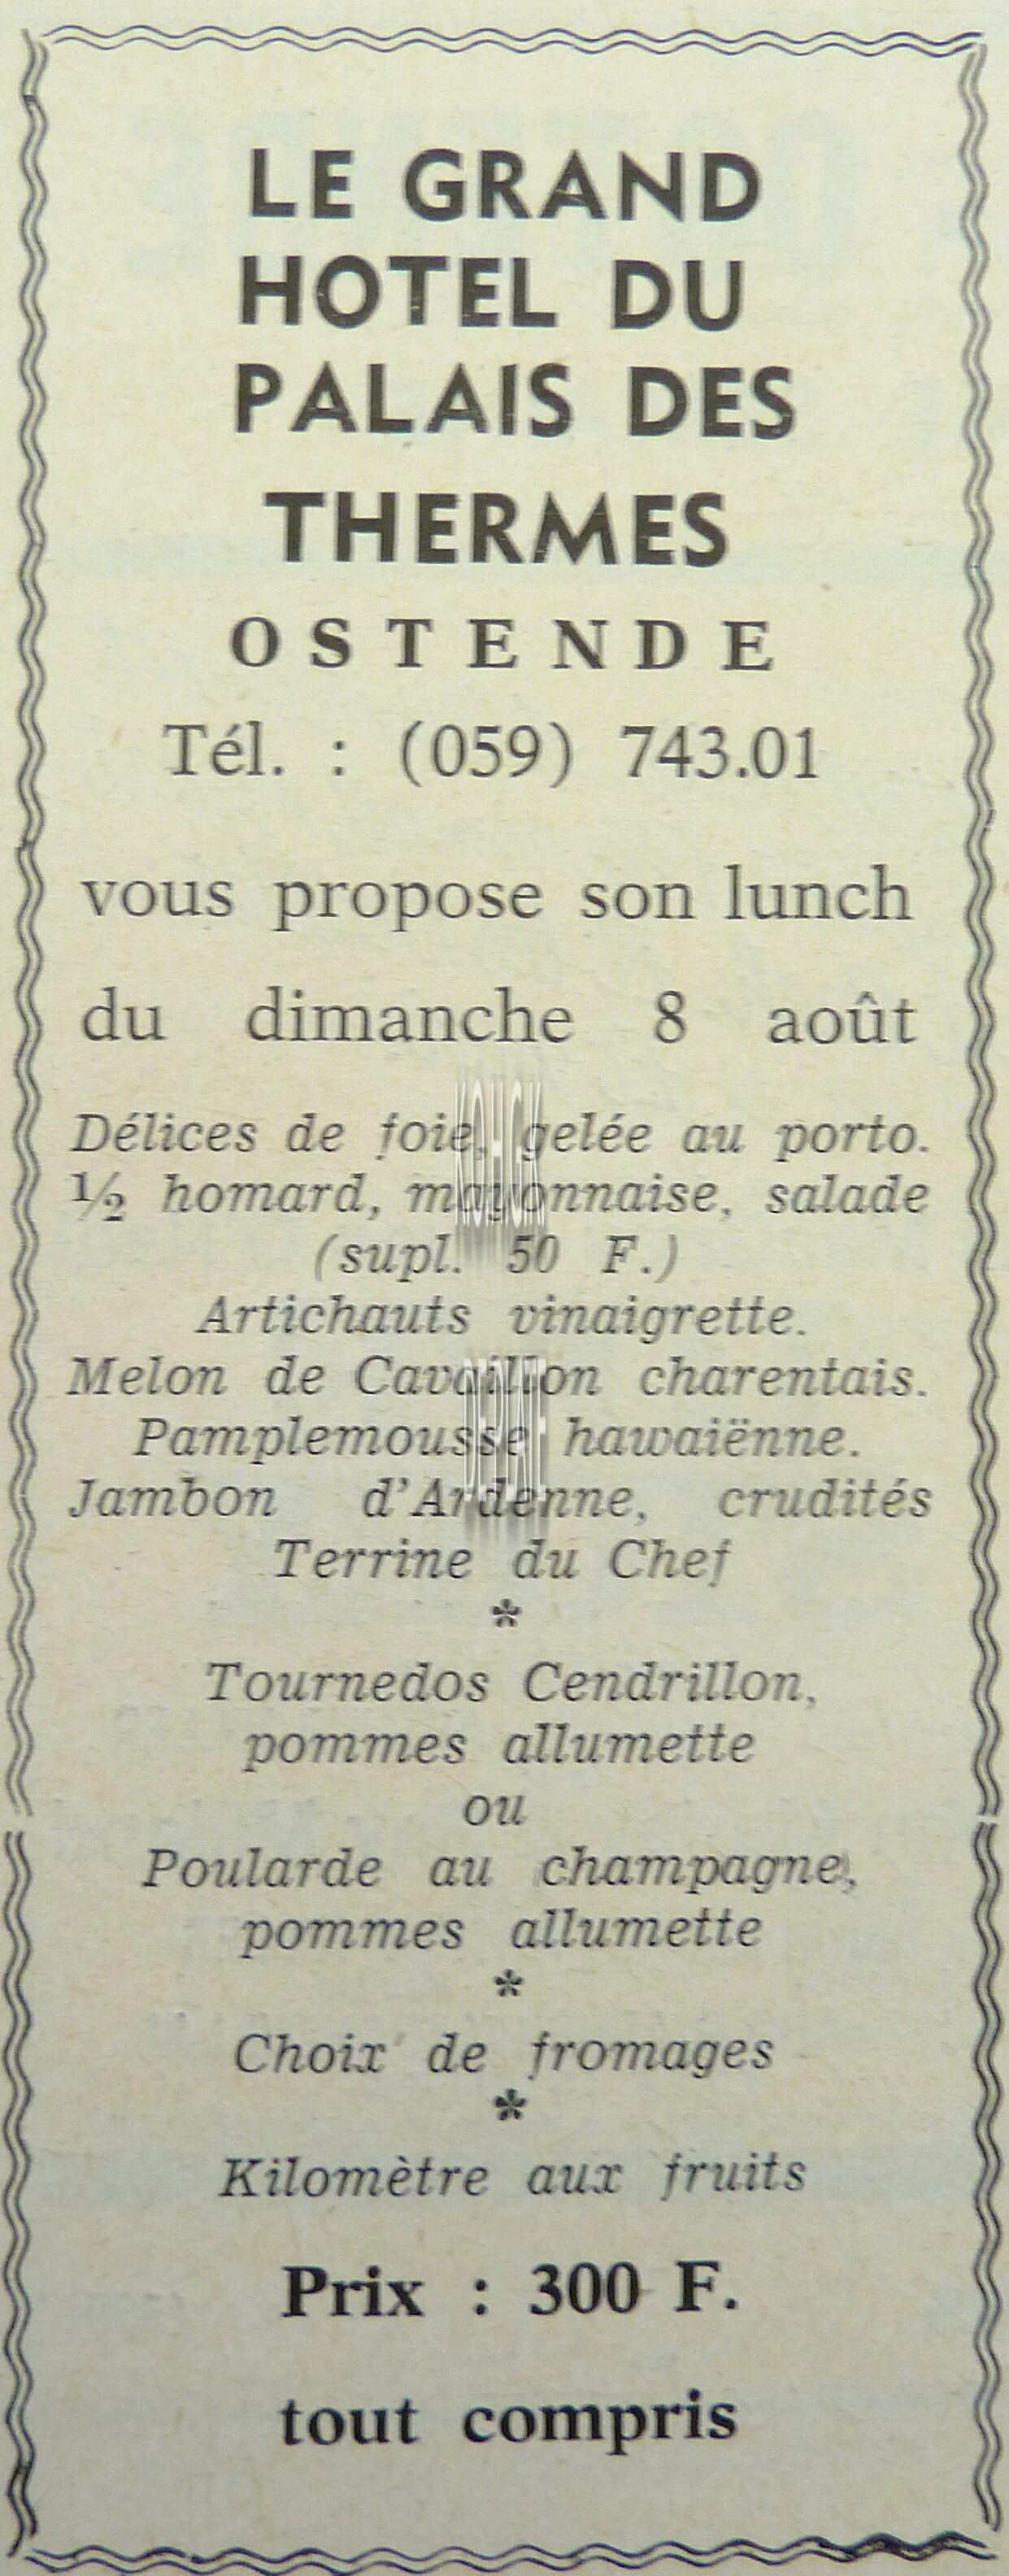 LE GRAND
HOTEL DU
PALAIS DES
THERMES
OSTENDE
Tél. : (059) 743.01
vous propose son lunch
du dimanche 8 août
Délices de foie, gelée au porto.
½ homard, mayonnaise, salade
(supl. 50 F.)
Artichauts vinaigrette.
Melon de Cavaillon charentais.
Pamplemousse hawaiënne.
Jambon d'Ardenne, crudités
Terrine du Chef
*
Tournedos Cendrillon,
pommes allumette
ou
Poularde au champagne,
pommes allumette
*
Choix de fromages
*
Kilomètre aux fruits
Prix : 300 F.
tout compris